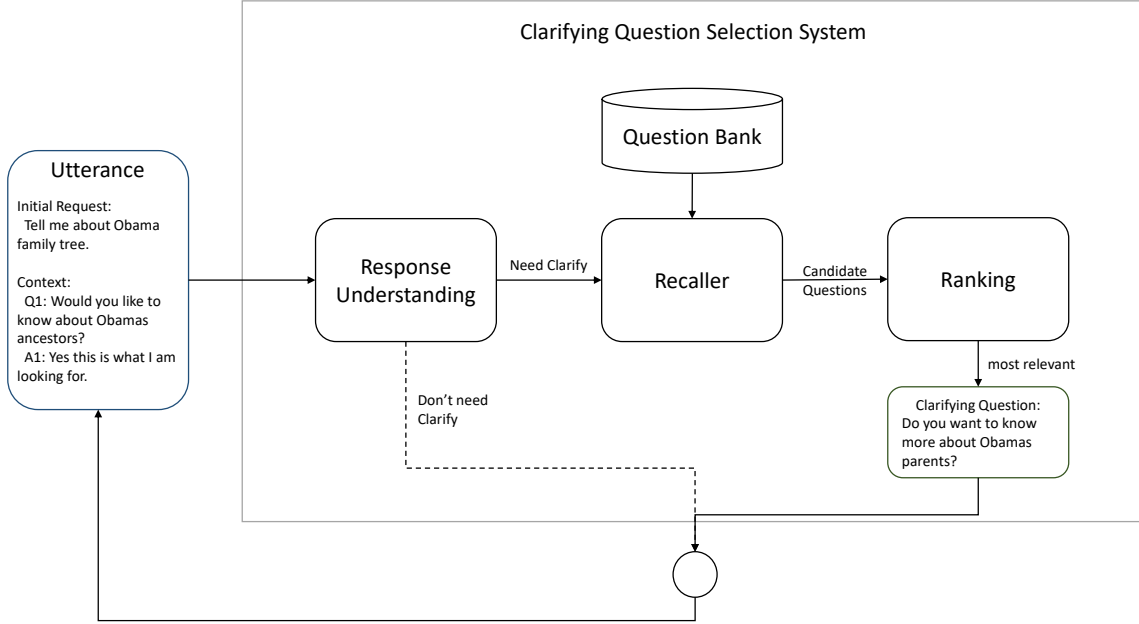 Clarifying Question Selection System
Question Bank
Utterance
Initial Request:
Tell me about Obama
family tree.
Context:
Q1: Would you like to
know about Obamas
ancestors?
A1: Yes this is what I am
looking for.
Response
Understanding
Need Clarify
Recaller
Candidate
Questions
Ranking
most relevant
Don't need
Clarify
Clarifying Question:
Do you want to know
more about Obamas
parents?